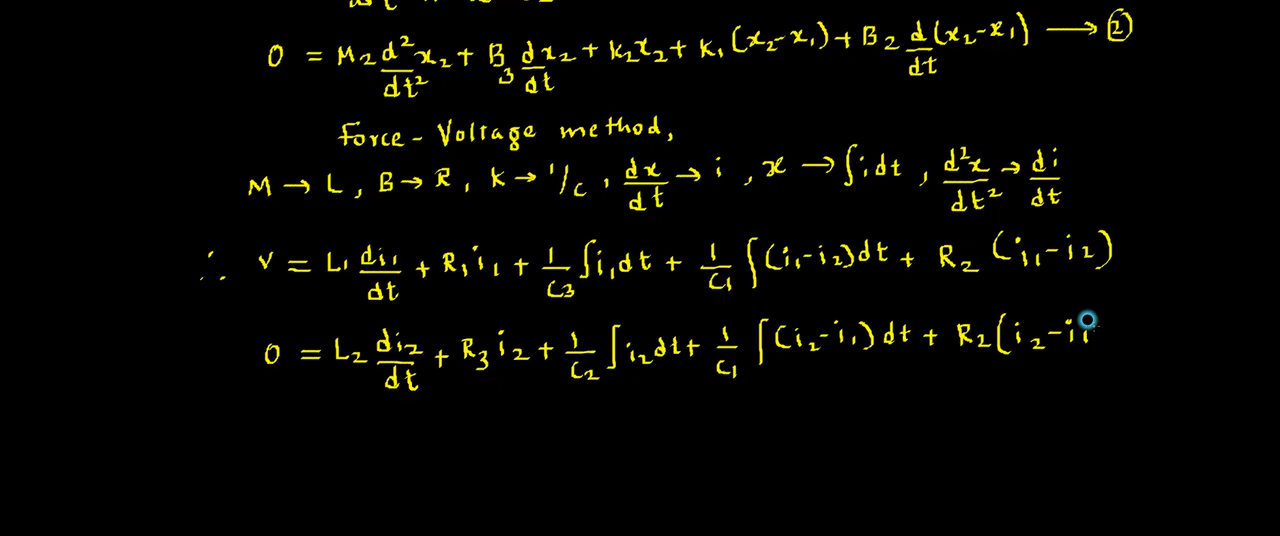 0 = M₂ d²/dt² x₂ + B₃ d/dt x₂ + K₂x₂ + K₁ (x₂-x₁) + B₂ d/dt (x₂-x₁) → ②
Force - Voltage method,
M → L, B → R, K → 1/C, dx/dt → i, x → ∫i dt, d²x/dt² → di/dt
∴ V = L₁ di₁/dt + R₁i₁ + 1/C₃ ∫i₁dt + 1/C₁ ∫(i₁-i₂)dt + R₂ (i₁-i₂)
0 = L₂ di₂/dt + R₃ i₂ + 1/C₂ ∫i₂dt + 1/C₁ ∫(i₂-i₁) dt + R₂(i₂-i₁